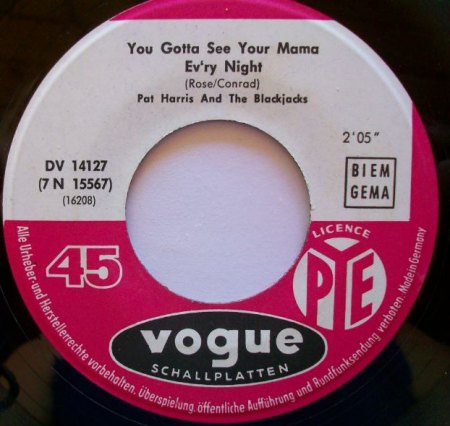 You Gotta See Your Mama
Ev'ry Night
(Rose/Conrad)
Pat Harris And The Blackjacks
2'05"
DV 14127
(7 N 15567)
(16208)
BIEM
GEMA
45
LICENCE
PYE
vogue
SCHALLPLATTEN
Alle Urheber-und Herstellerrechte vorbehalten. Überspielung, öffentliche Aufführung und Rundfunksendung verboten. Made in Germany